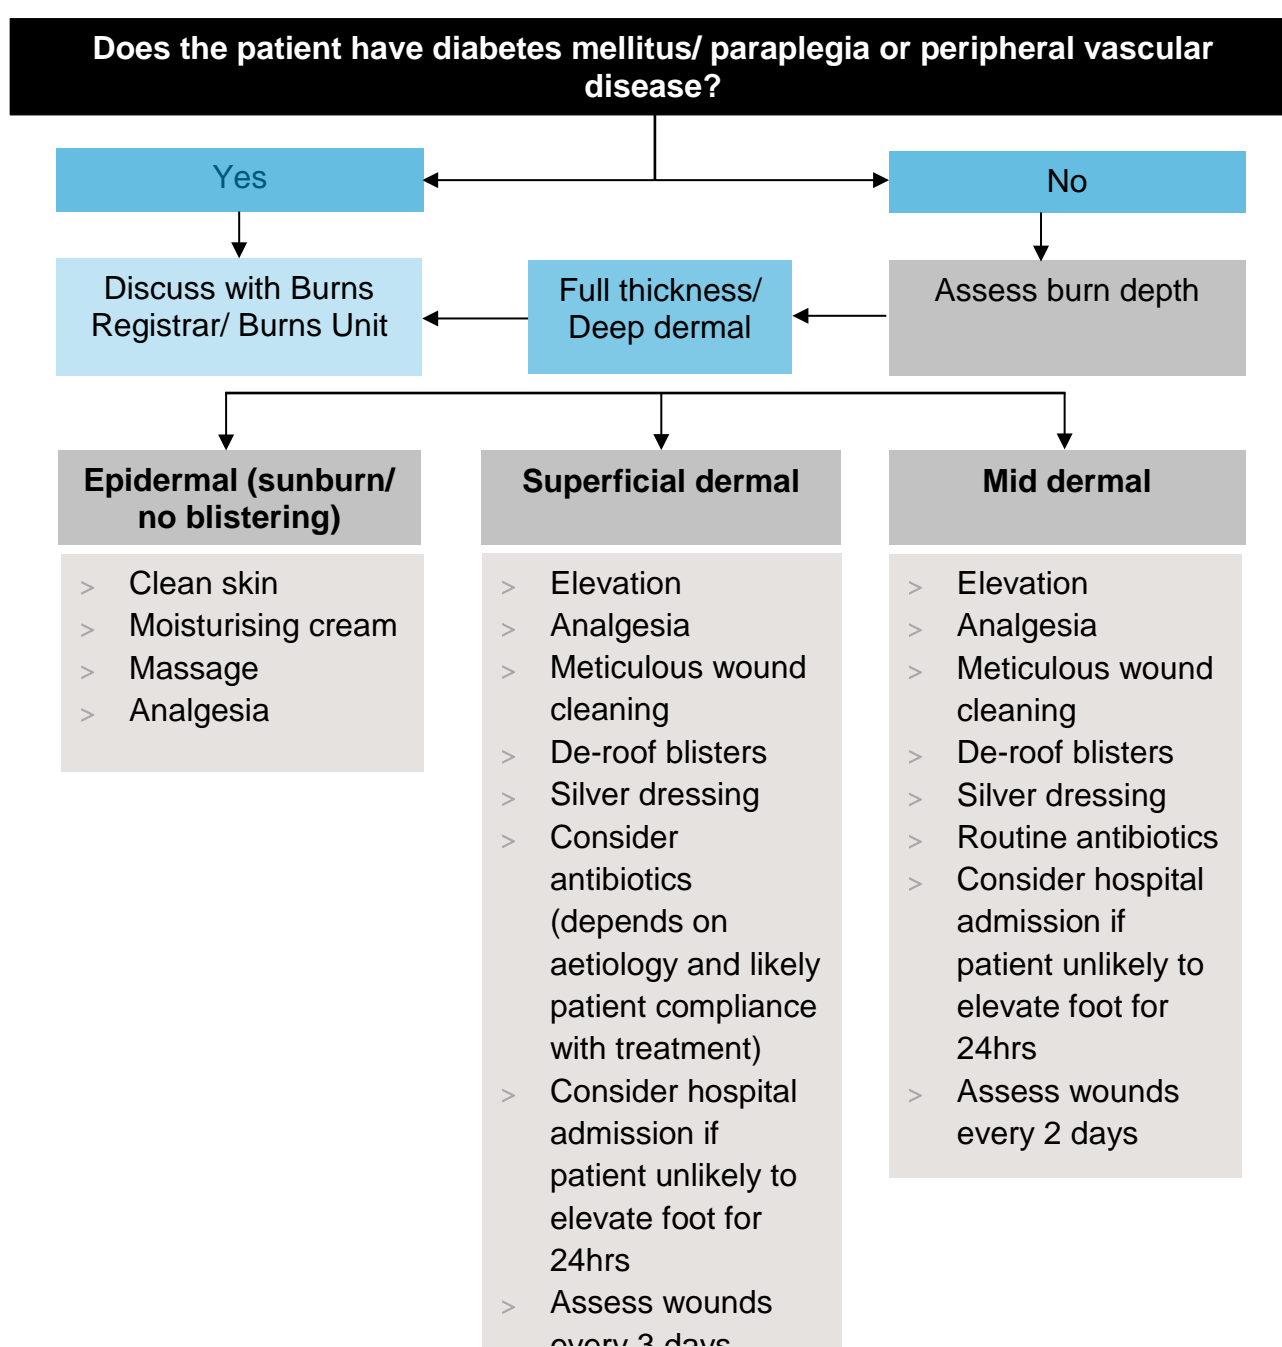 Does the patient have diabetes mellitus/ paraplegia or peripheral vascular
disease?
Yes
No
Discuss with Burns
Registrar/ Burns Unit
Full thickness/
Deep dermal
Assess burn depth
Epidermal (sunburn/
no blistering)
> Clean skin
> Moisturising cream
> Massage
> Analgesia
Superficial dermal
> Elevation
> Analgesia
> Meticulous wound
cleaning
> De-roof blisters
> Silver dressing
> Consider
antibiotics
(depends on
aetiology and likely
patient compliance
with treatment)
> Consider hospital
admission if
patient unlikely to
elevate foot for
24hrs
> Assess wounds
every 3 days
Mid dermal
> Elevation
> Analgesia
> Meticulous wound
cleaning
> De-roof blisters
> Silver dressing
> Routine antibiotics
> Consider hospital
admission if
patient unlikely to
elevate foot for
24hrs
> Assess wounds
every 2 days